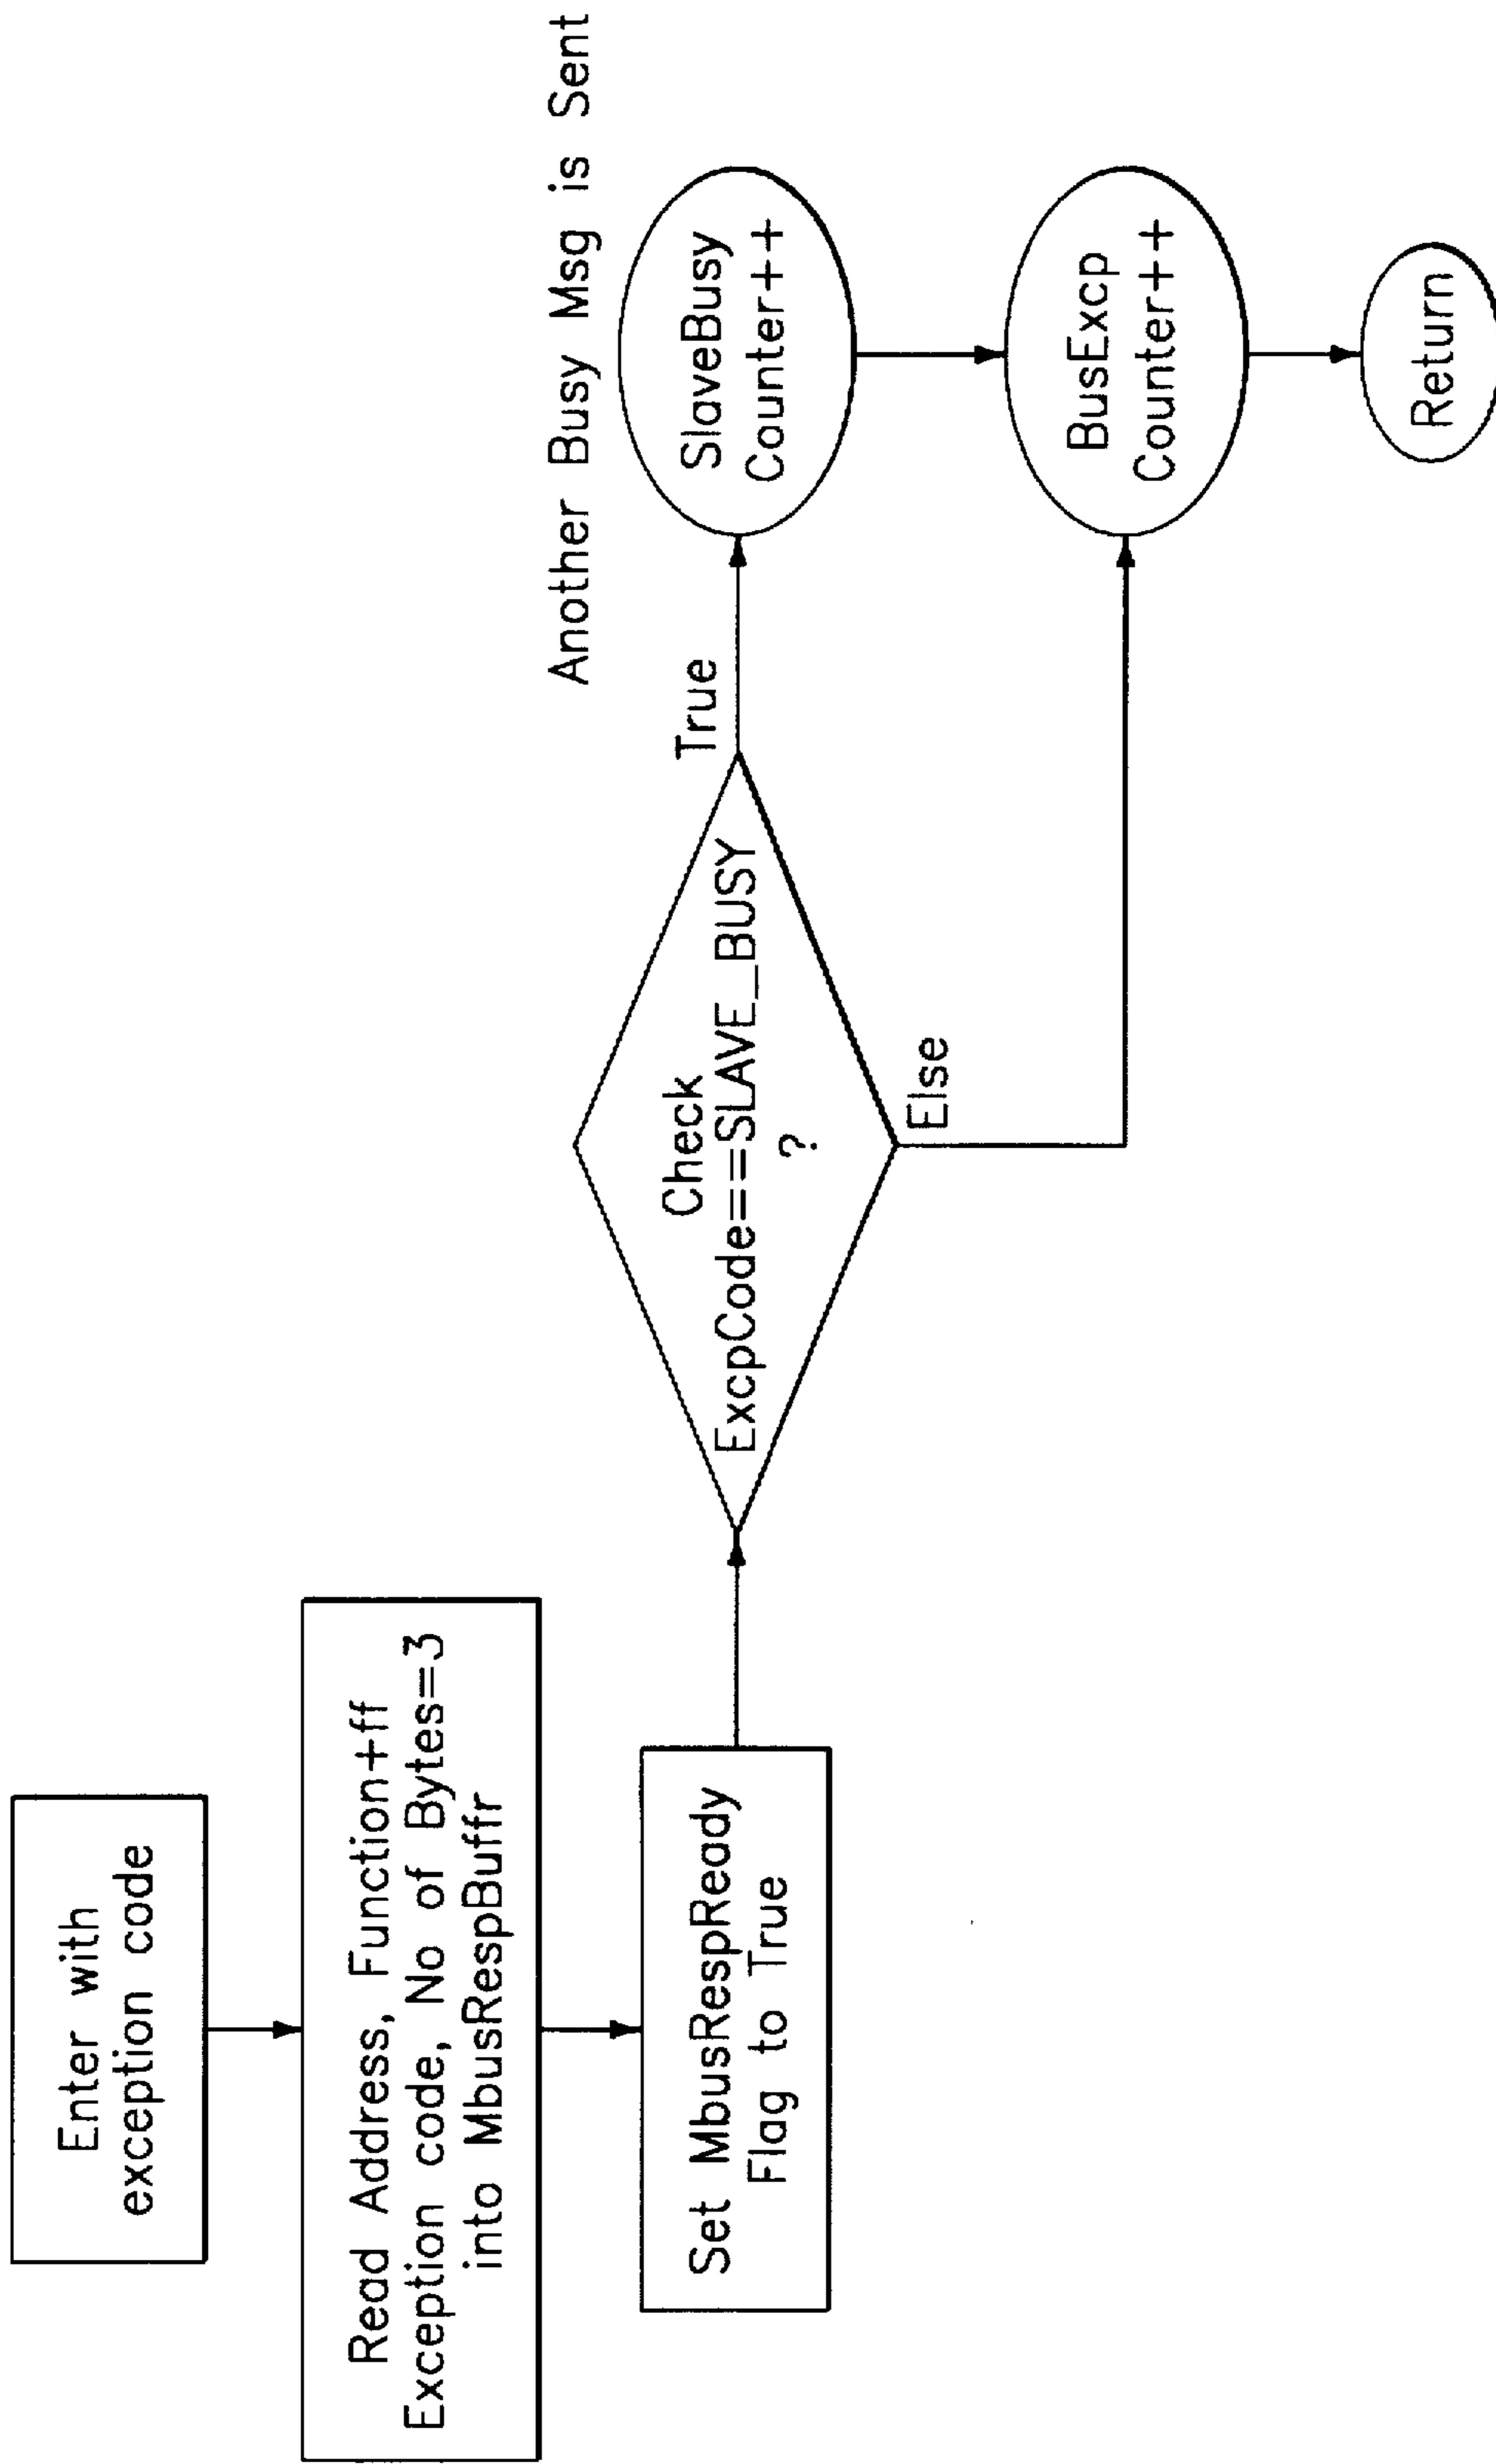 Enter with
exception code
Read Address, Function+ff
Exception code, No of Bytes=3
into MbusRespBuffr
Set MbusRespReady
Flag to True
Check
ExcpCode==SLAVE_BUSY
?
True
Else
Another Busy Msg is Sent
SlaveBusy
Counter++
BusExcp
Counter++
Return